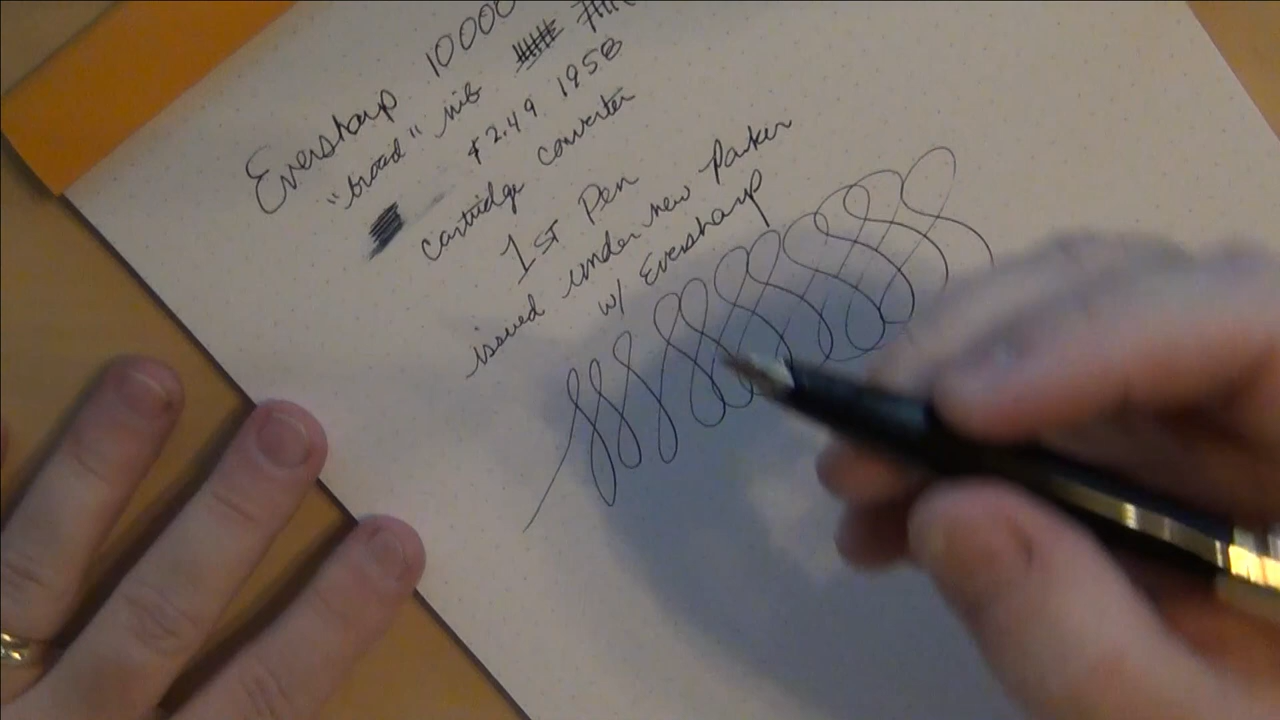 Eversharp 10000
"broad" nib
$2.49 1958
Cartridge converter
1ST Pen
issued under new Parker
w/ Eversharp